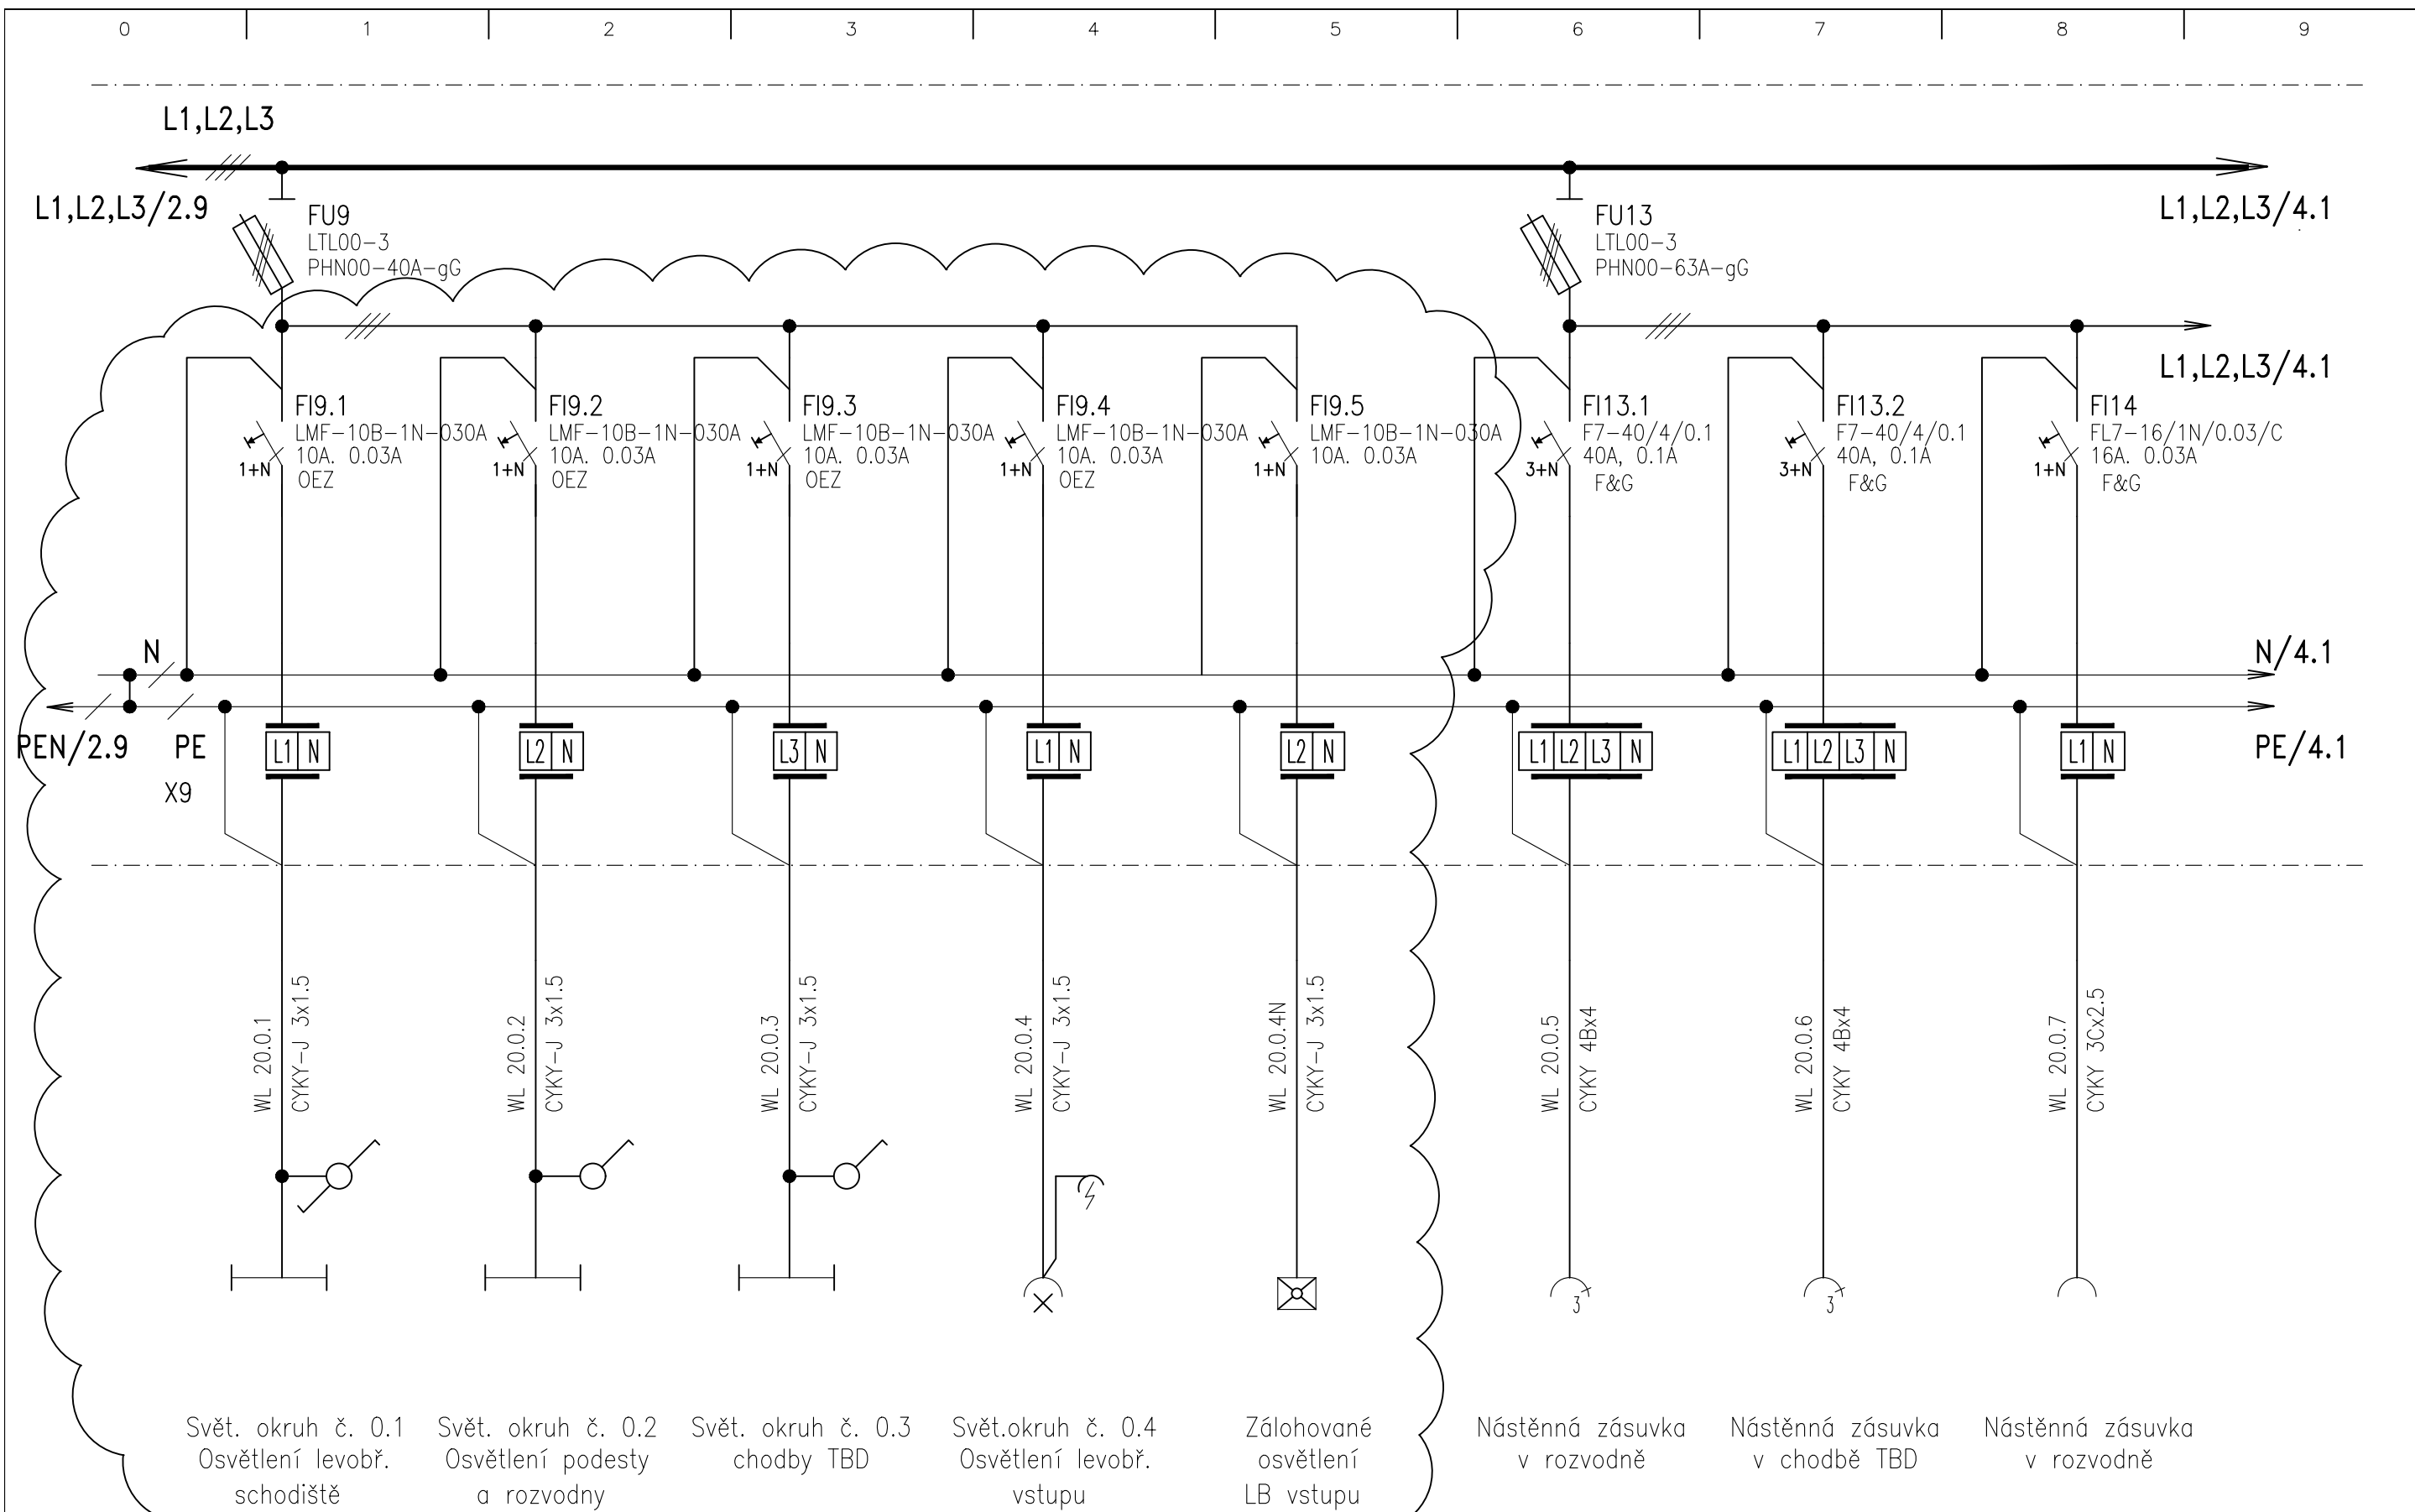 0 1 2 3 4 5 6 7 8 9
L1,L2,L3
L1,L2,L3/2.9
L1,L2,L3/4.1
FU9
LTL00-3
PHN00-40A-gG
FU13
LTL00-3
PHN00-63A-gG
L1,L2,L3/4.1
FI9.1
LMF-10B-1N-030A
10A. 0.03A
OEZ
1+N
FI9.2
LMF-10B-1N-030A
10A. 0.03A
OEZ
1+N
FI9.3
LMF-10B-1N-030A
10A. 0.03A
OEZ
1+N
FI9.4
LMF-10B-1N-030A
10A. 0.03A
OEZ
1+N
FI9.5
LMF-10B-1N-030A
10A. 0.03A
1+N
FI13.1
F7-40/4/0.1
40A, 0.1A
F&G
3+N
FI13.2
F7-40/4/0.1
40A, 0.1A
F&G
3+N
FI14
FL7-16/1N/0.03/C
16A. 0.03A
F&G
1+N
N
N/4.1
PEN/2.9
PE
PE/4.1
X9
L1 N
L2 N
L3 N
L1 N
L2 N
L1 L2 L3 N
L1 L2 L3 N
L1 N
WL 20.0.1
CYKY-J 3x1.5
WL 20.0.2
CYKY-J 3x1.5
WL 20.0.3
CYKY-J 3x1.5
WL 20.0.4
CYKY-J 3x1.5
WL 20.0.4N
CYKY-J 3x1.5
WL 20.0.5
CYKY 4Bx4
WL 20.0.6
CYKY 4Bx4
WL 20.0.7
CYKY 3Cx2.5
3
3
Svět. okruh č. 0.1
Osvětlení levobř.
schodiště
Svět. okruh č. 0.2
Osvětlení podesty
a rozvodny
Svět. okruh č. 0.3
chodby TBD
Svět.okruh č. 0.4
Osvětlení levobř.
vstupu
Zálohované
osvětlení
LB vstupu
Nástěnná zásuvka
v rozvodně
Nástěnná zásuvka
v chodbě TBD
Nástěnná zásuvka
v rozvodně